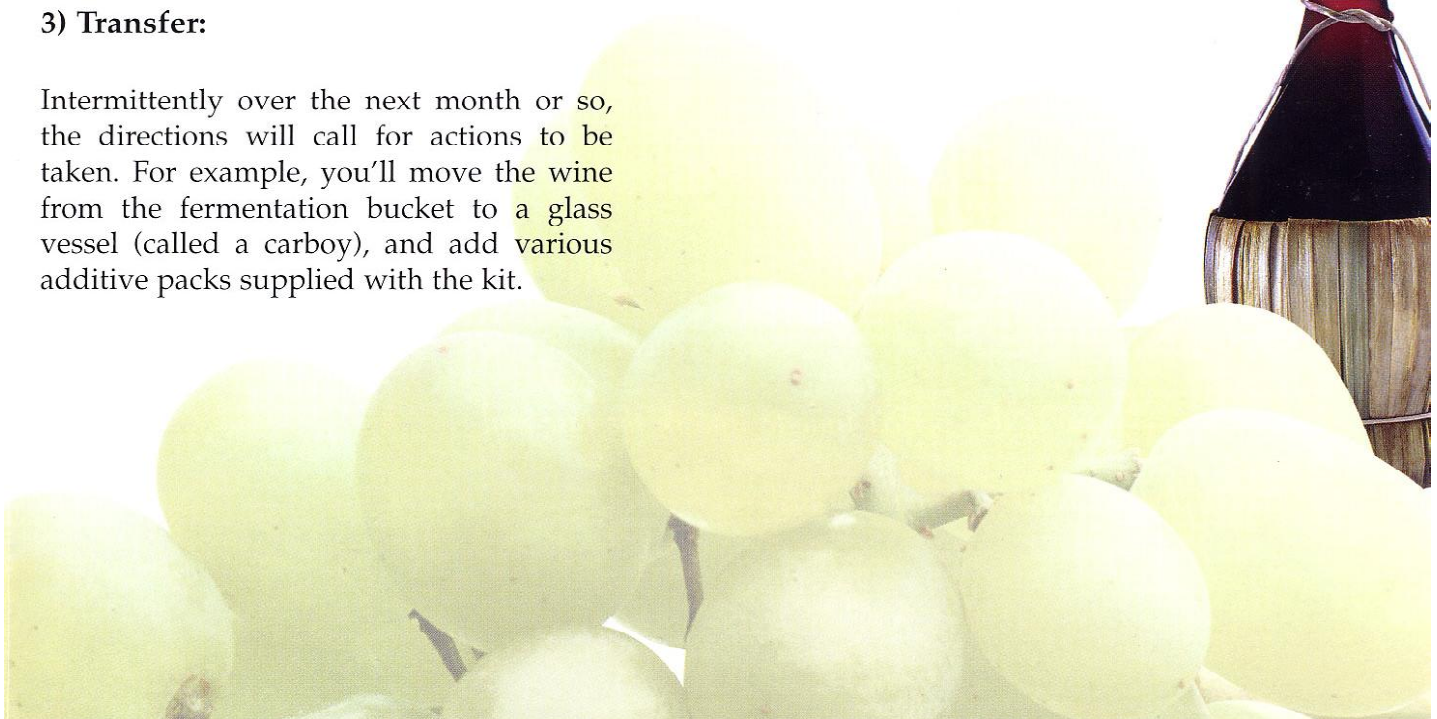 3) Transfer:
Intermittently over the next month or so,
the directions will call for actions to be
taken. For example, you'll move the wine
from the fermentation bucket to a glass
vessel (called a carboy), and add various
additive packs supplied with the kit.